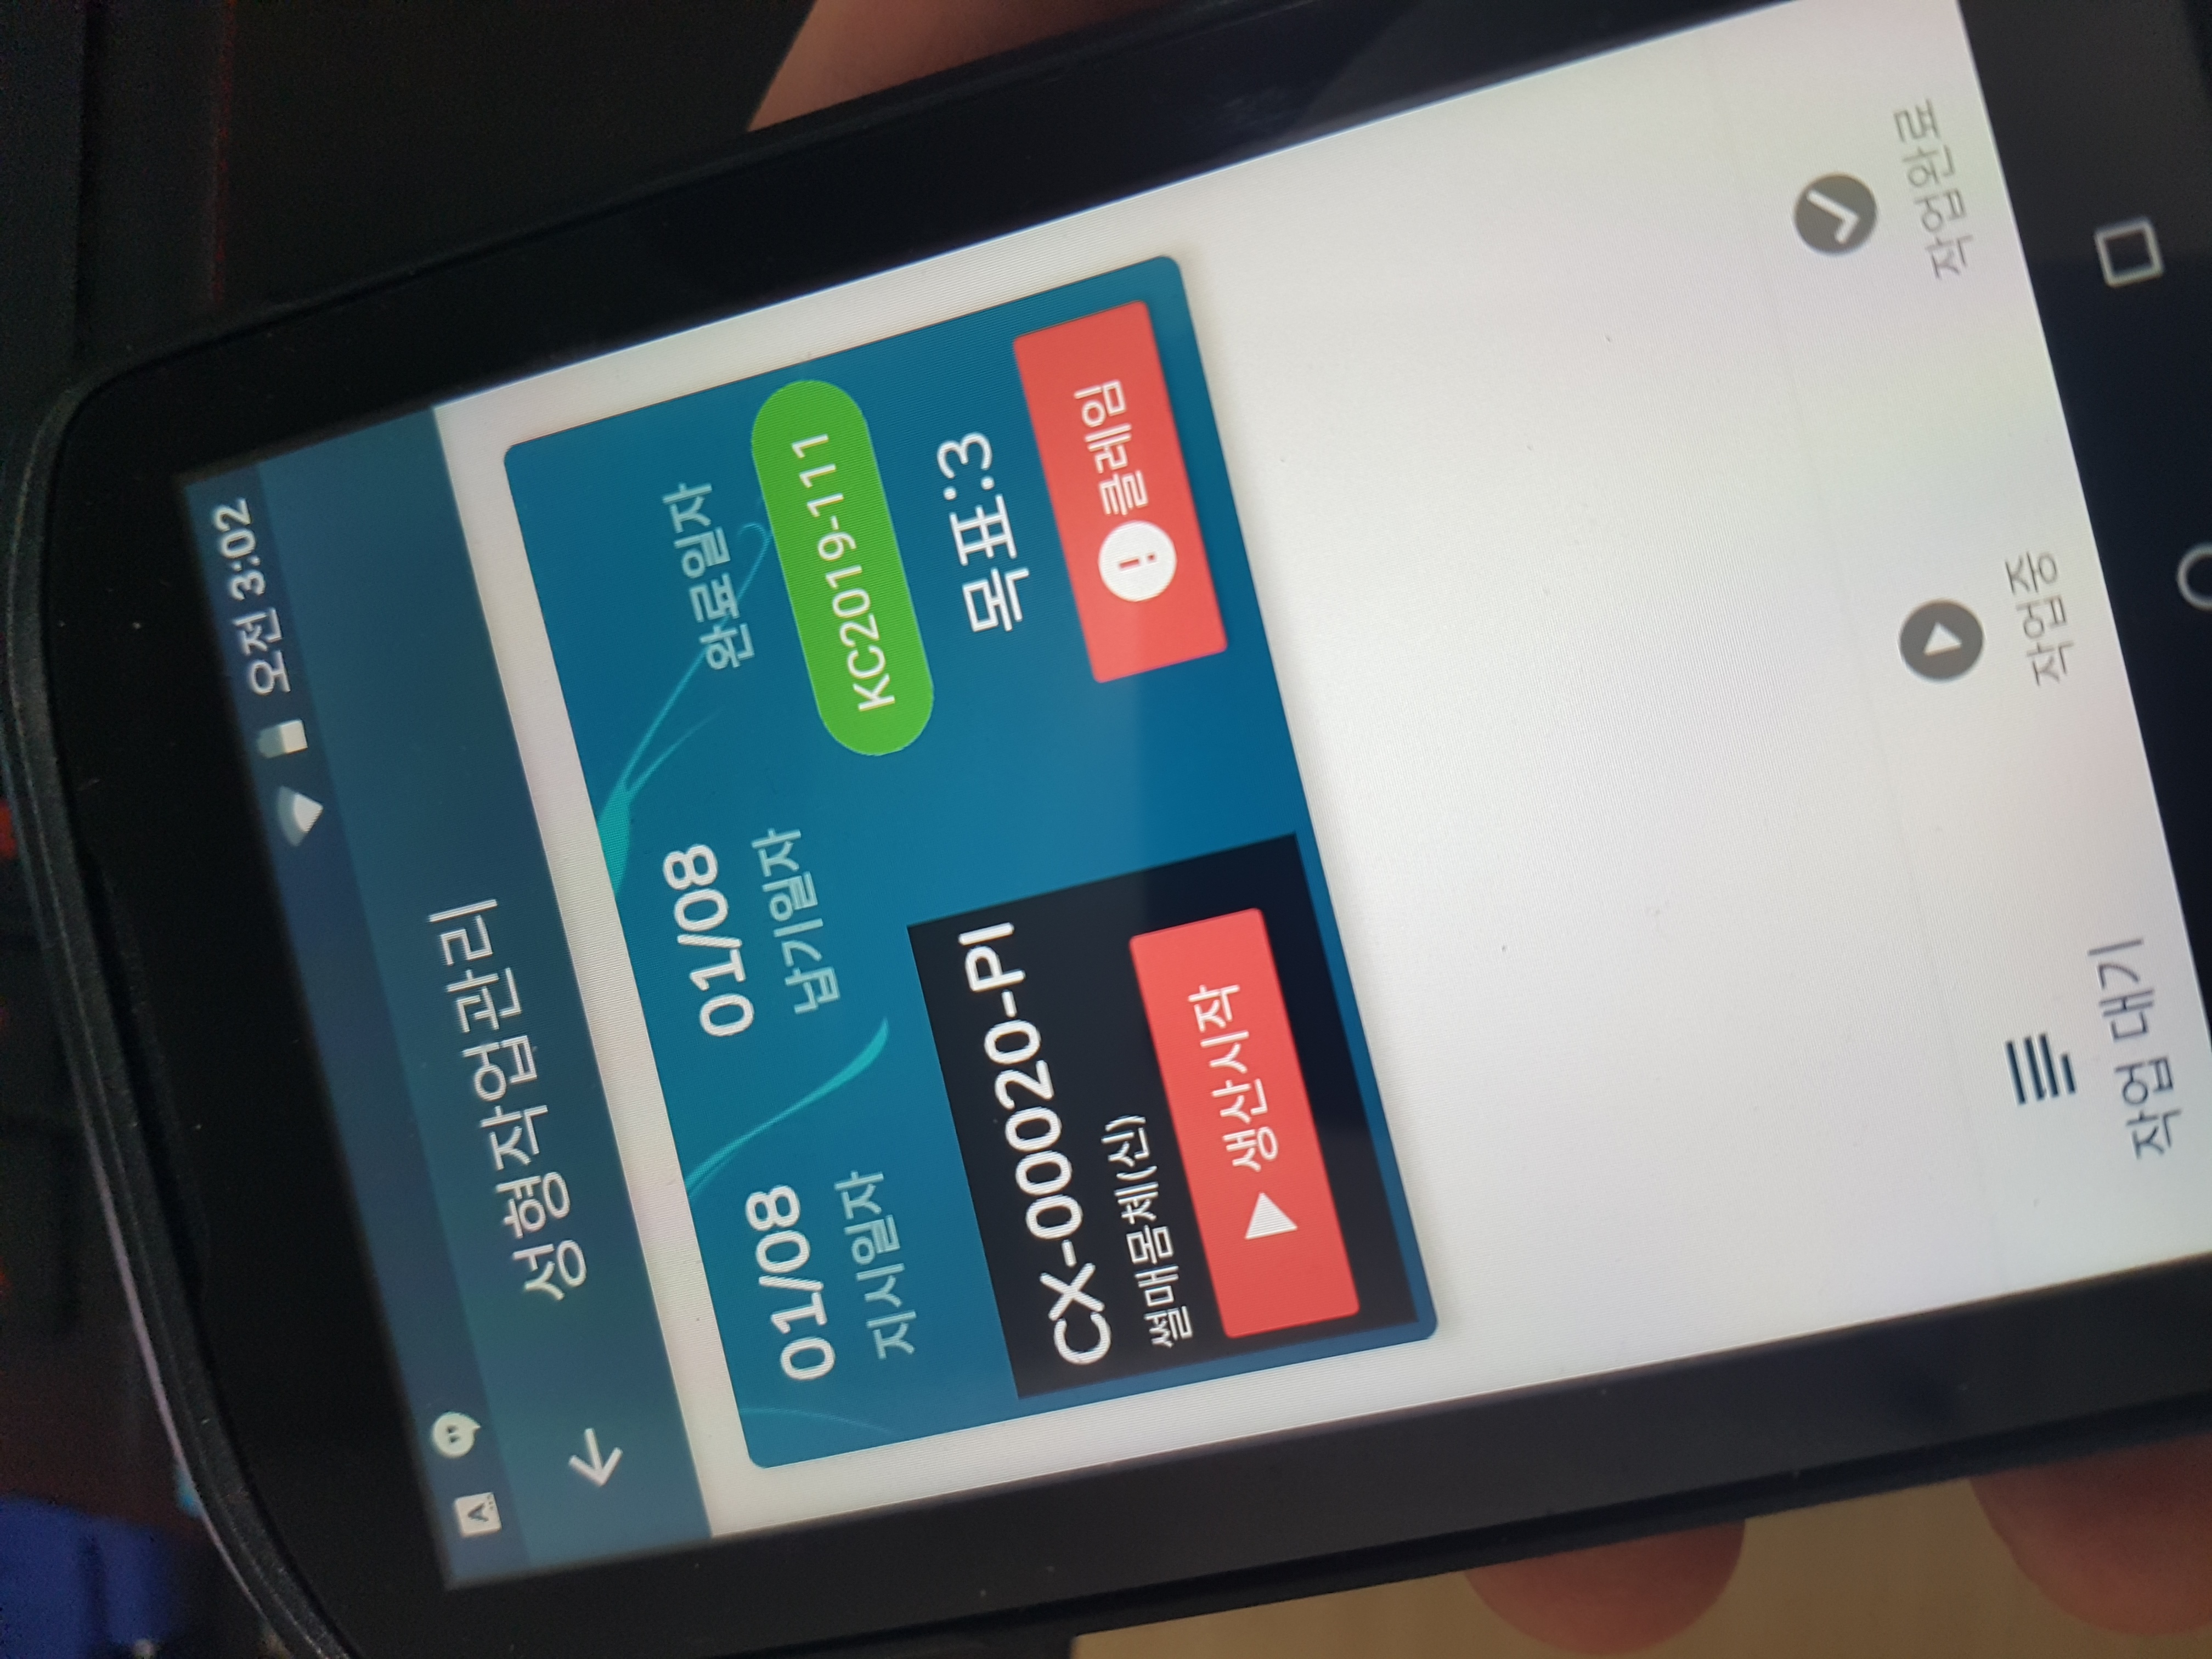 오전 3:02
A
성형작업관리
01/08
지시일자
01/08
납기일자
완료일자
KC2019-111
목표:3
CX-00020-PI
썰매몸체(신)
생산시작
클레임
작업 대기
작업중
작업완료